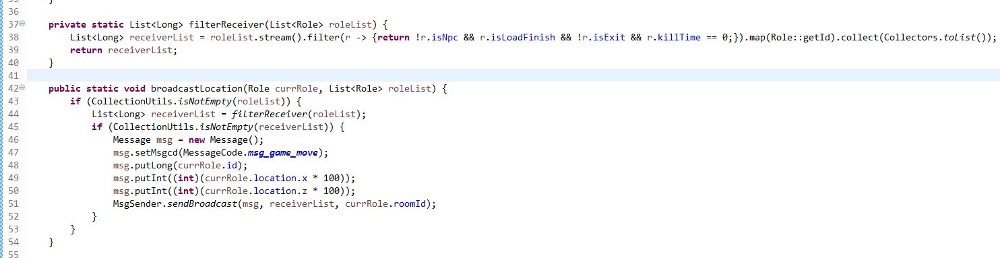 36
37 private static List<Long> filterReceiver(List<Role> roleList) {
38 List<Long> receiverList = roleList.stream().filter(r -> {return !r.isNpc && r.isLoadFinish && !r.isExit && r.killTime == 0;}).map(Role::getId).collect(Collectors.toList());
39 return receiverList;
40 }
41
42 public static void broadcastLocation(Role currRole, List<Role> roleList) {
43 if (CollectionUtils.isNotEmpty(roleList)) {
44 List<Long> receiverList = filterReceiver(roleList);
45 if (CollectionUtils.isNotEmpty(receiverList)) {
46 Message msg = new Message();
47 msg.setMsgcd(MessageCode.msg_game_move);
48 msg.putLong(currRole.id);
49 msg.putInt((int)(currRole.location.x * 100));
50 msg.putInt((int)(currRole.location.z * 100));
51 MsgSender.sendBroadcast(msg, receiverList, currRole.roomId);
52 }
53 }
54 }
55